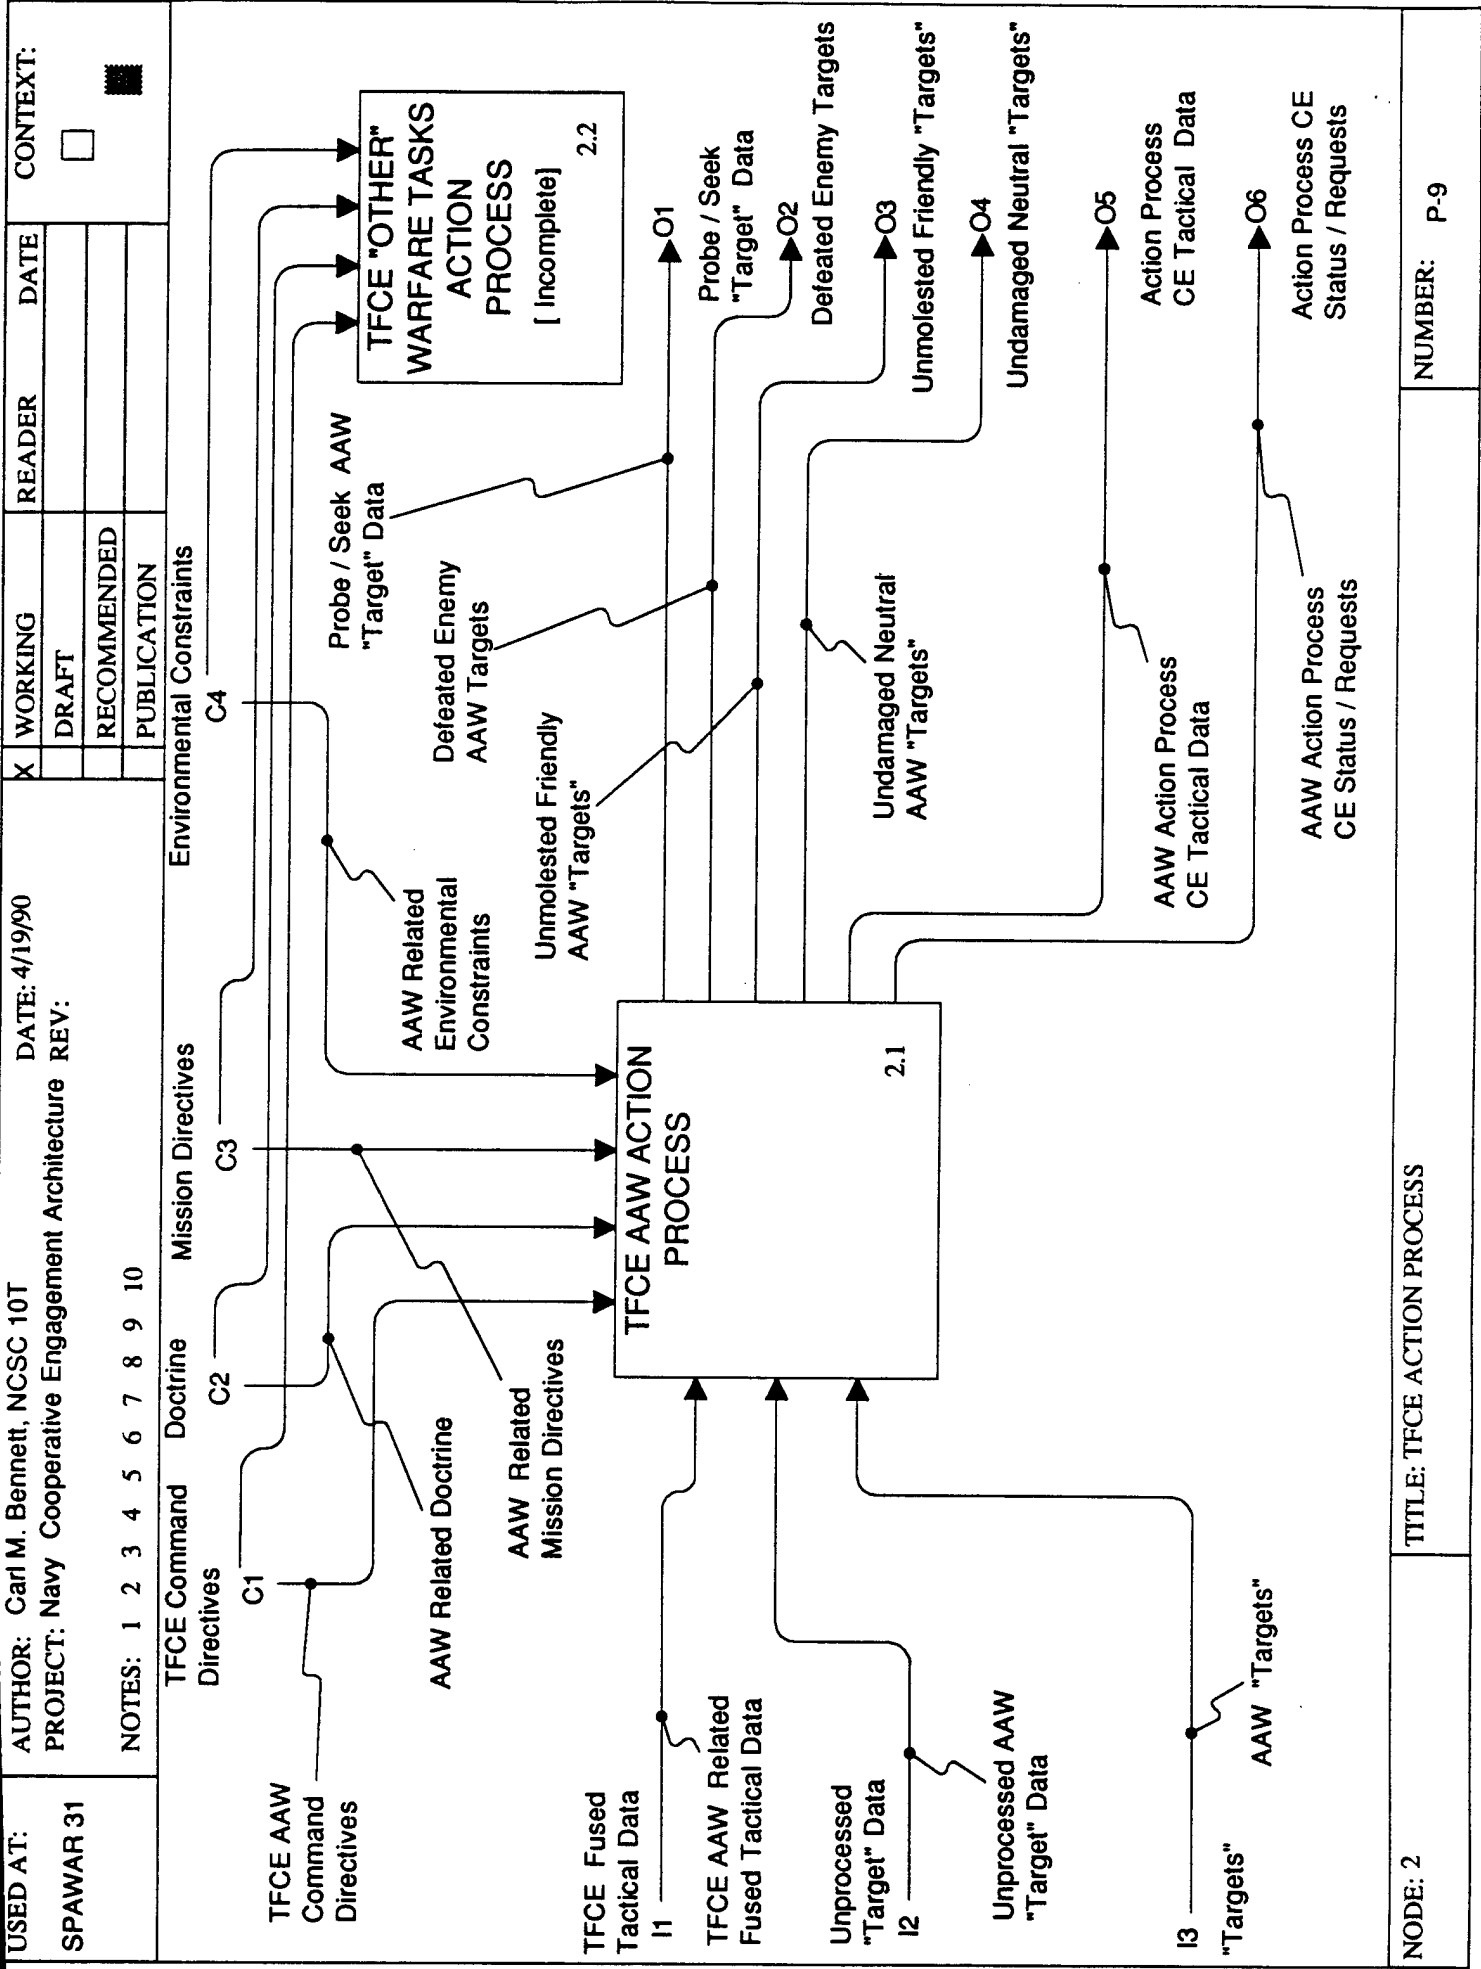 USED AT:
SPAWAR 31
AUTHOR: Carl M. Bennett, NCSC 10T
DATE: 4/19/90
PROJECT: Navy Cooperative Engagement Architecture
REV:
NOTES: 1 2 3 4 5 6 7 8 9 10
X WORKING
DRAFT
RECOMMENDED
PUBLICATION
READER
DATE
CONTEXT:
TFCE Command
Directives
C1
Doctrine
C2
Mission Directives
C3
Environmental Constraints
C4
TFCE AAW
Command
Directives
AAW Related Doctrine
AAW Related
Mission Directives
AAW Related
Environmental
Constraints
TFCE "OTHER"
WARFARE TASKS
ACTION
PROCESS
[ Incomplete]
2.2
TFCE Fused
Tactical Data
I1
TFCE AAW Related
Fused Tactical Data
Unprocessed
"Target" Data
I2
Unprocessed AAW
"Target" Data
I3
"Targets"
AAW "Targets"
TFCE AAW ACTION
PROCESS
2.1
Probe / Seek AAW
"Target" Data
Defeated Enemy
AAW Targets
Unmolested Friendly
AAW "Targets"
Undamaged Neutral
AAW "Targets"
AAW Action Process
CE Tactical Data
AAW Action Process
CE Status / Requests
O1
Probe / Seek
"Target" Data
O2
Defeated Enemy Targets
O3
Unmolested Friendly "Targets"
O4
Undamaged Neutral "Targets"
O5
Action Process
CE Tactical Data
O6
Action Process CE
Status / Requests
NODE: 2
TITLE: TFCE ACTION PROCESS
NUMBER:
P-9